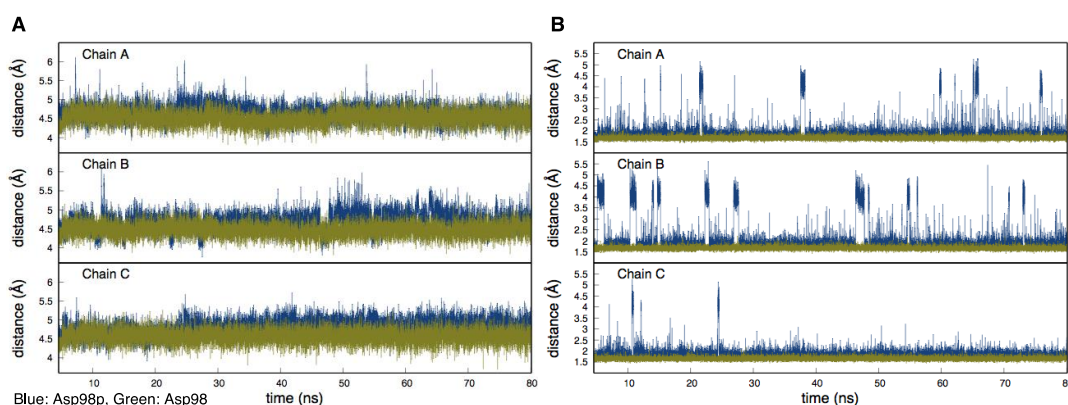 A
B
Chain A
distance (Å)
6
5.5
5
4.5
4
Chain B
distance (Å)
6
5.5
5
4.5
4
Chain C
distance (Å)
6
5.5
5
4.5
4
10 20 30 40 50 60 70 80
time (ns)
Blue: Asp98p, Green: Asp98
Chain A
distance (Å)
5.5
5
4.5
4
3.5
3
2.5
2
1.5
Chain B
distance (Å)
5.5
5
4.5
4
3.5
3
2.5
2
1.5
Chain C
distance (Å)
5.5
5
4.5
4
3.5
3
2.5
2
1.5
10 20 30 40 50 60 70 80
time (ns)